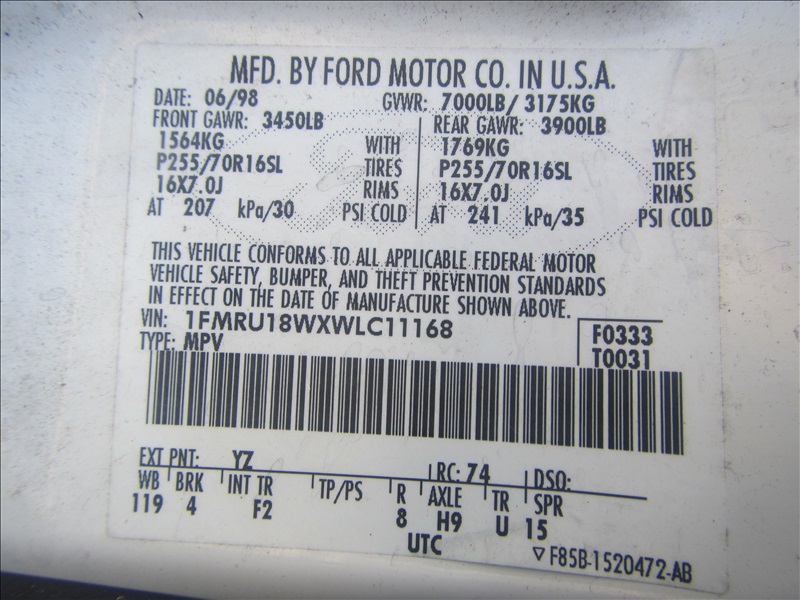 MFD. BY FORD MOTOR CO. IN U.S.A.
DATE: 06/98 GVWR: 7000LB/ 3175KG
FRONT GAWR: 3450LB REAR GAWR: 3900LB
1564KG WITH 1769KG WITH
P255/70R16SL TIRES P255/70R16SL TIRES
16X7.0J RIMS 16X7.0J RIMS
AT 207 kPa/30 PSI COLD AT 241 kPa/35 PSI COLD
THIS VEHICLE CONFORMS TO ALL APPLICABLE FEDERAL MOTOR
VEHICLE SAFETY, BUMPER, AND THEFT PREVENTION STANDARDS
IN EFFECT ON THE DATE OF MANUFACTURE SHOWN ABOVE.
VIN: 1FMRU18WXWLC11168 F0333
TYPE: MPV T0031
EXT PNT: YZ RC: 74 DSO:
WB BRK INT TR TP/PS R AXLE TR SPR
119 4 F2 8 H9 U 15
UTC ▽F85B-1520472-AB